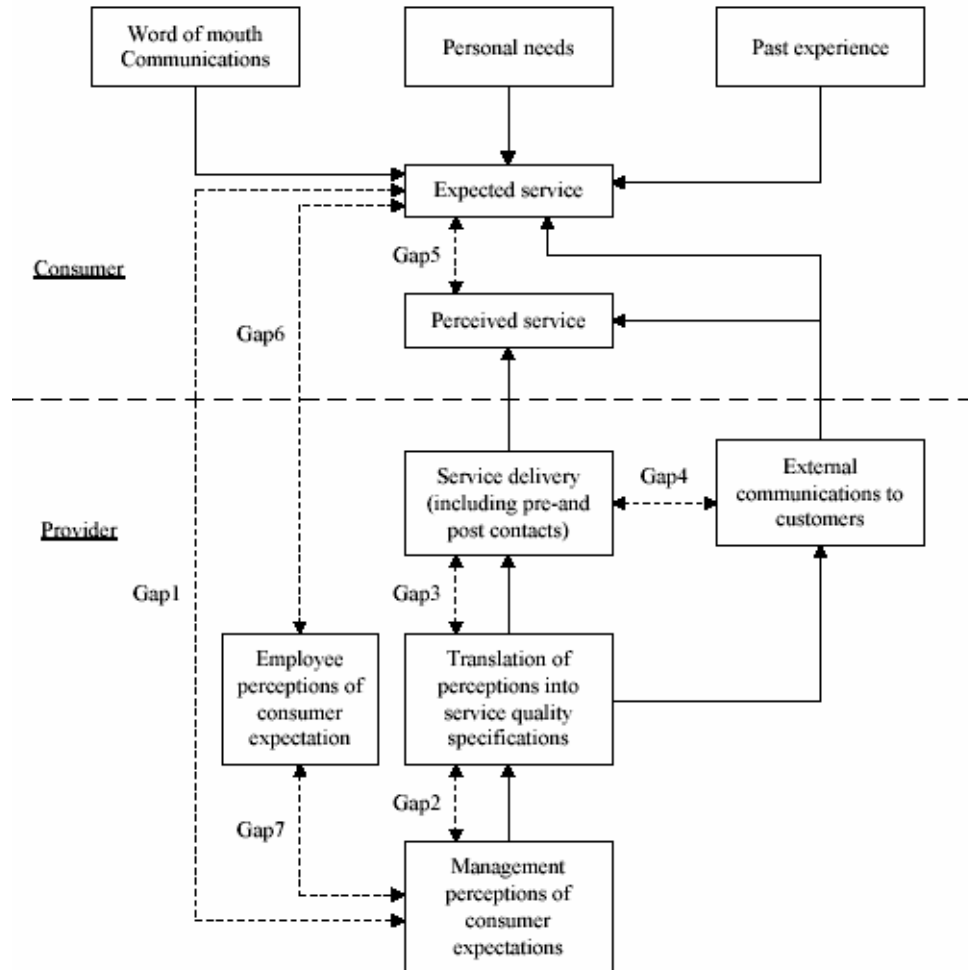 Word of mouth
Communications
Personal needs
Past experience
Expected service
Gap5
Consumer
Perceived service
Gap6
Service delivery
(including pre-and
post contacts)
Gap4
External
communications to
customers
Provider
Gap1
Gap3
Employee
perceptions of
consumer
expectation
Translation of
perceptions into
service quality
specifications
Gap2
Gap7
Management
perceptions of
consumer
expectations